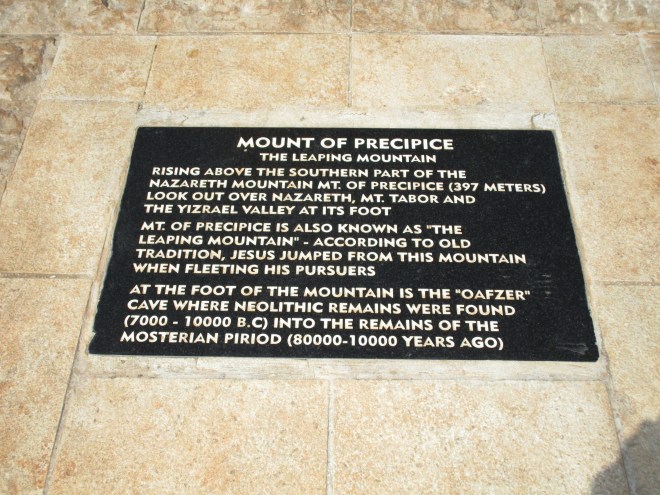 MOUNT OF PRECIPICE
THE LEAPING MOUNTAIN
RISING ABOVE THE SOUTHERN PART OF THE
NAZARETH MOUNTAIN MT. OF PRECIPICE (397 METERS)
LOOK OUT OVER NAZARETH, MT. TABOR AND
THE YIZRAEL VALLEY AT ITS FOOT
MT. OF PRECIPICE IS ALSO KNOWN AS "THE
LEAPING MOUNTAIN" - ACCORDING TO OLD
TRADITION, JESUS JUMPED FROM THIS MOUNTAIN
WHEN FLEETING HIS PURSUERS
AT THE FOOT OF THE MOUNTAIN IS THE "OAFZER"
CAVE WHERE NEOLITHIC REMAINS WERE FOUND
(7000 - 10000 B.C) INTO THE REMAINS OF THE
MOSTERIAN PIRIOD (80000-10000 YEARS AGO)